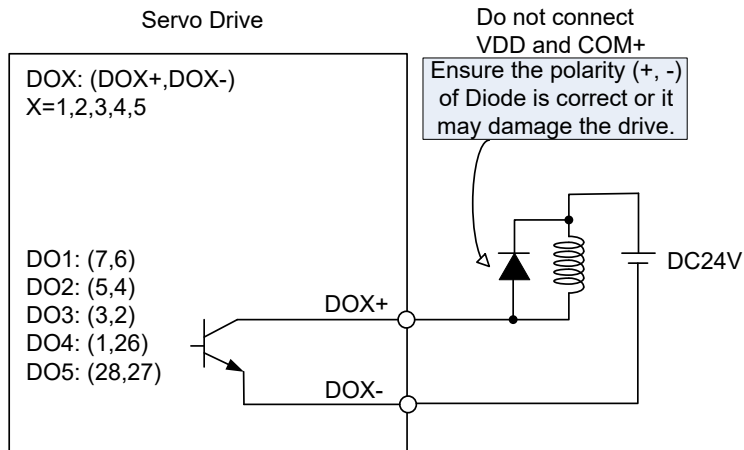 Servo Drive
Do not connect
VDD and COM+
Ensure the polarity (+, -)
of Diode is correct or it
may damage the drive.
DOX: (DOX+,DOX-)
X=1,2,3,4,5
DO1: (7,6)
DO2: (5,4)
DO3: (3,2)
DO4: (1,26)
DO5: (28,27)
DOX+
DOX-
DC24V